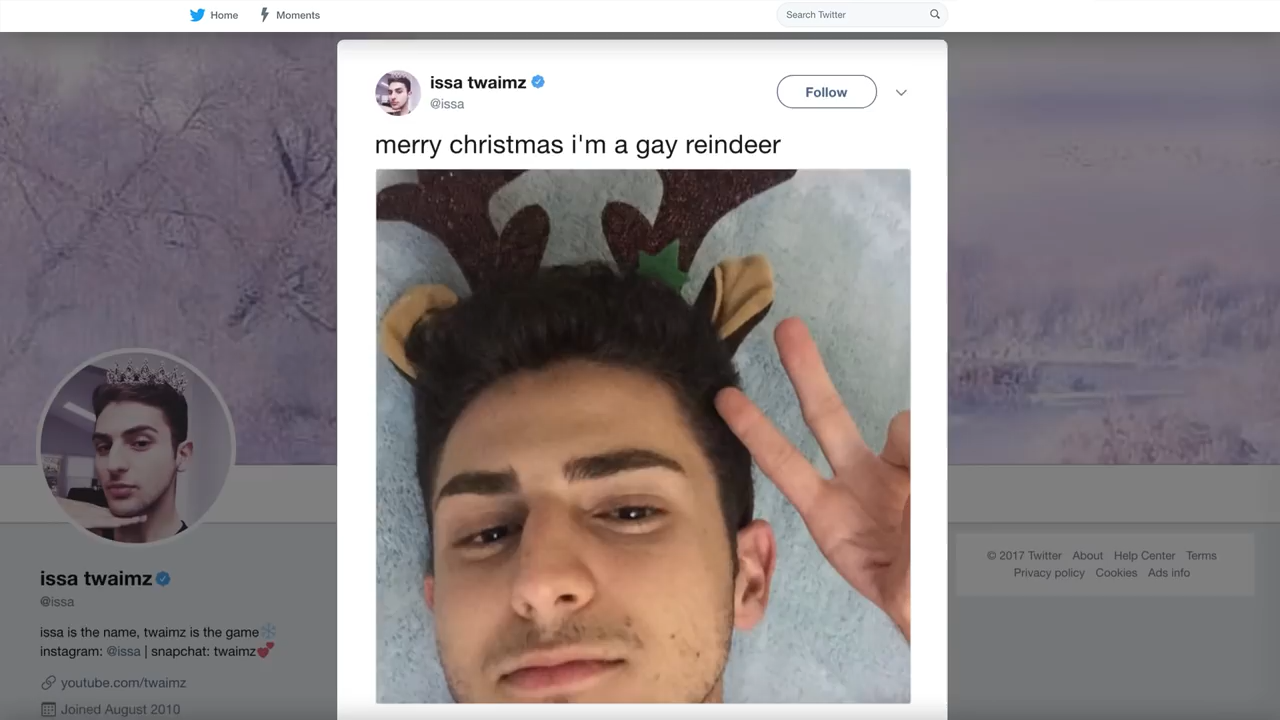 Home
Moments
Search Twitter
issa twaimz
@issa
Follow
merry christmas i'm a gay reindeer
issa twaimz
@issa
issa is the name, twaimz is the game❄️
instagram: @issa | snapchat: twaimz💕
youtube.com/twaimz
Joined August 2010
© 2017 Twitter About Help Center Terms
Privacy policy Cookies Ads info